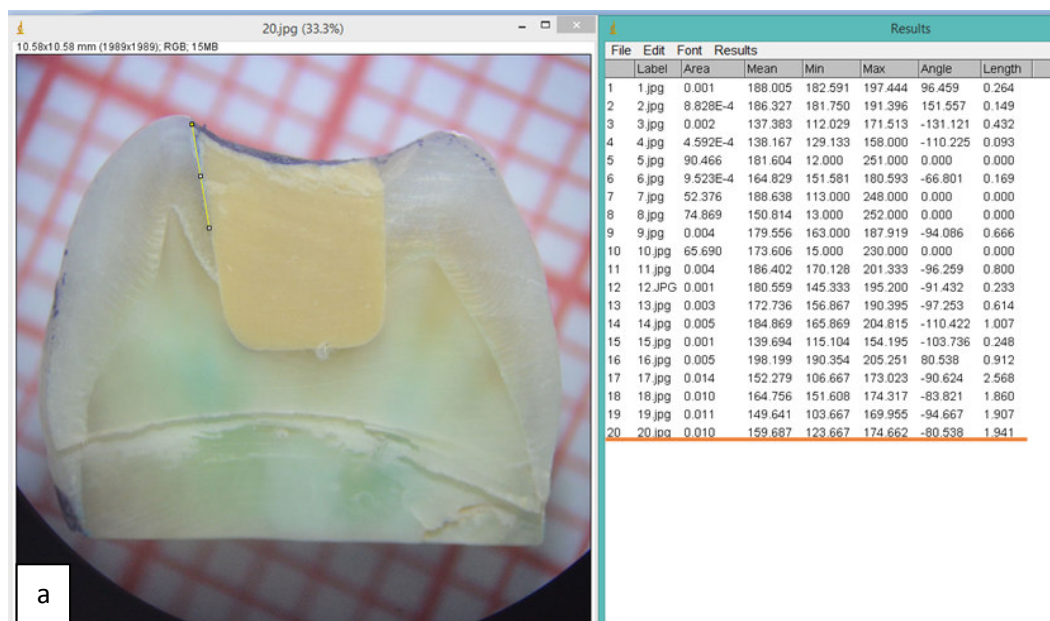 20.jpg (33.3%)
10.58x10.58 mm (1989x1989); RGB; 15MB
a
Results
File Edit Font Results
Label Area Mean Min Max Angle Length
1 1.jpg 0.001 188.005 182.591 197.444 96.459 0.264
2 2.jpg 8.828E-4 186.327 181.750 191.396 151.557 0.149
3 3.jpg 0.002 137.383 112.029 171.513 -131.121 0.432
4 4.jpg 4.592E-4 138.167 129.133 158.000 -110.225 0.093
5 5.jpg 90.466 181.604 12.000 251.000 0.000 0.000
6 6.jpg 9.523E-4 164.829 151.581 180.593 -66.801 0.169
7 7.jpg 52.376 188.638 113.000 248.000 0.000 0.000
8 8.jpg 74.869 150.814 13.000 252.000 0.000 0.000
9 9.jpg 0.004 179.556 163.000 187.919 -94.086 0.666
10 10.jpg 65.690 173.606 15.000 230.000 0.000 0.000
11 11.jpg 0.004 186.402 170.128 201.333 -96.259 0.800
12 12.JPG 0.001 180.559 145.333 195.200 -91.432 0.233
13 13.jpg 0.003 172.736 156.867 190.395 -97.253 0.614
14 14.jpg 0.005 184.869 165.869 204.815 -110.422 1.007
15 15.jpg 0.001 139.694 115.104 154.195 -103.736 0.248
16 16.jpg 0.005 198.199 190.354 205.251 80.538 0.912
17 17.jpg 0.014 152.279 106.667 173.023 -90.624 2.568
18 18.jpg 0.010 164.756 151.608 174.317 -83.821 1.860
19 19.jpg 0.011 149.641 103.667 169.955 -94.667 1.907
20 20.jpg 0.010 159.687 123.667 174.662 -80.538 1.941